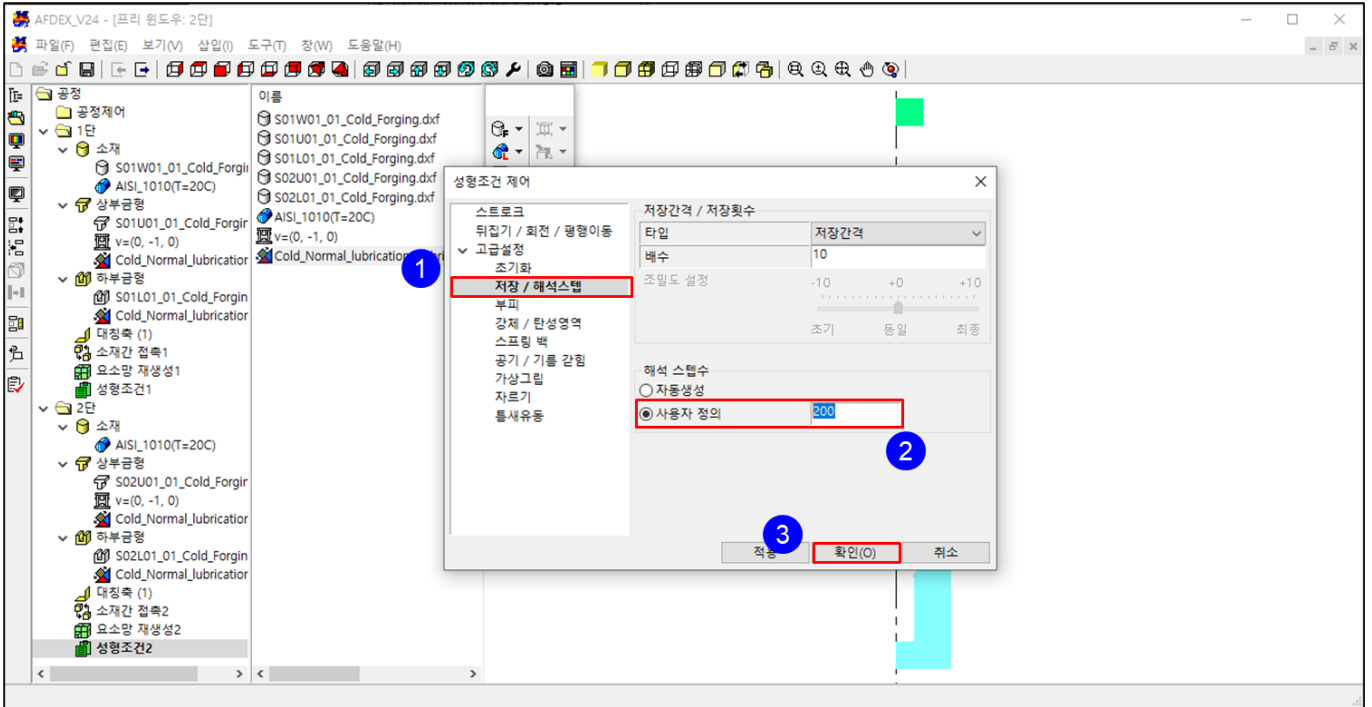 AFDEX_V24 - [프리 윈도우: 2단]
파일(F) 편집(E) 보기(V) 삽입(I) 도구(T) 창(W) 도움말(H)
공정
공정제어
1단
소재
S01W01_01_Cold_Forgin
AISI_1010(T=20C)
상부금형
S01U01_01_Cold_Forgin
v=(0, -1, 0)
Cold_Normal_lubrication
하부금형
S01L01_01_Cold_Forgin
Cold_Normal_lubrication
대칭축 (1)
소재간 접촉1
요소망 재생성1
성형조건1
2단
소재
AISI_1010(T=20C)
상부금형
S02U01_01_Cold_Forgin
v=(0, -1, 0)
Cold_Normal_lubrication
하부금형
S02L01_01_Cold_Forgin
Cold_Normal_lubrication
대칭축 (1)
소재간 접촉2
요소망 재생성2
성형조건2
이름
S01W01_01_Cold_Forging.dxf
S01U01_01_Cold_Forging.dxf
S01L01_01_Cold_Forging.dxf
S02U01_01_Cold_Forging.dxf
S02L01_01_Cold_Forging.dxf
AISI_1010(T=20C)
v=(0, -1, 0)
Cold_Normal_lubrication
성형조건 제어
스트로크
뒤집기 / 회전 / 평행이동
고급설정
초기화
1
저장 / 해석스텝
부피
강체 / 탄성영역
스프링 백
공기 / 기름 갇힘
가상그립
자르기
틈새유동
저장간격 / 저장횟수
타입 저장간격
배수 10
조밀도 설정 -10 +0 +10
초기 동일 최종
해석 스텝수
자동생성
사용자 정의 200
2
3
적용 확인(O) 취소